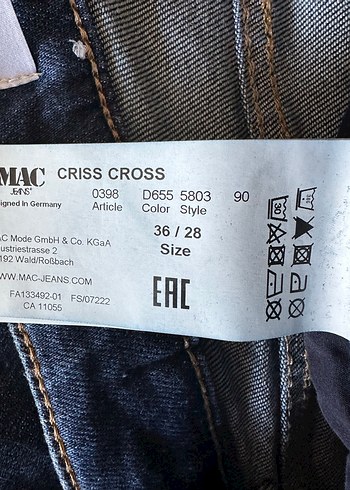 MAC CRISS CROSS
JEANS
signed in Germany
0398 D655 5803 90
Article Color Style
36 / 28
Size
AC Mode GmbH & Co. KGaA
ustriestrasse 2
192 Wald/Roßbach
WWW.MAC-JEANS.COM
EAC
FA133492-01 FS/07222
CA 11055